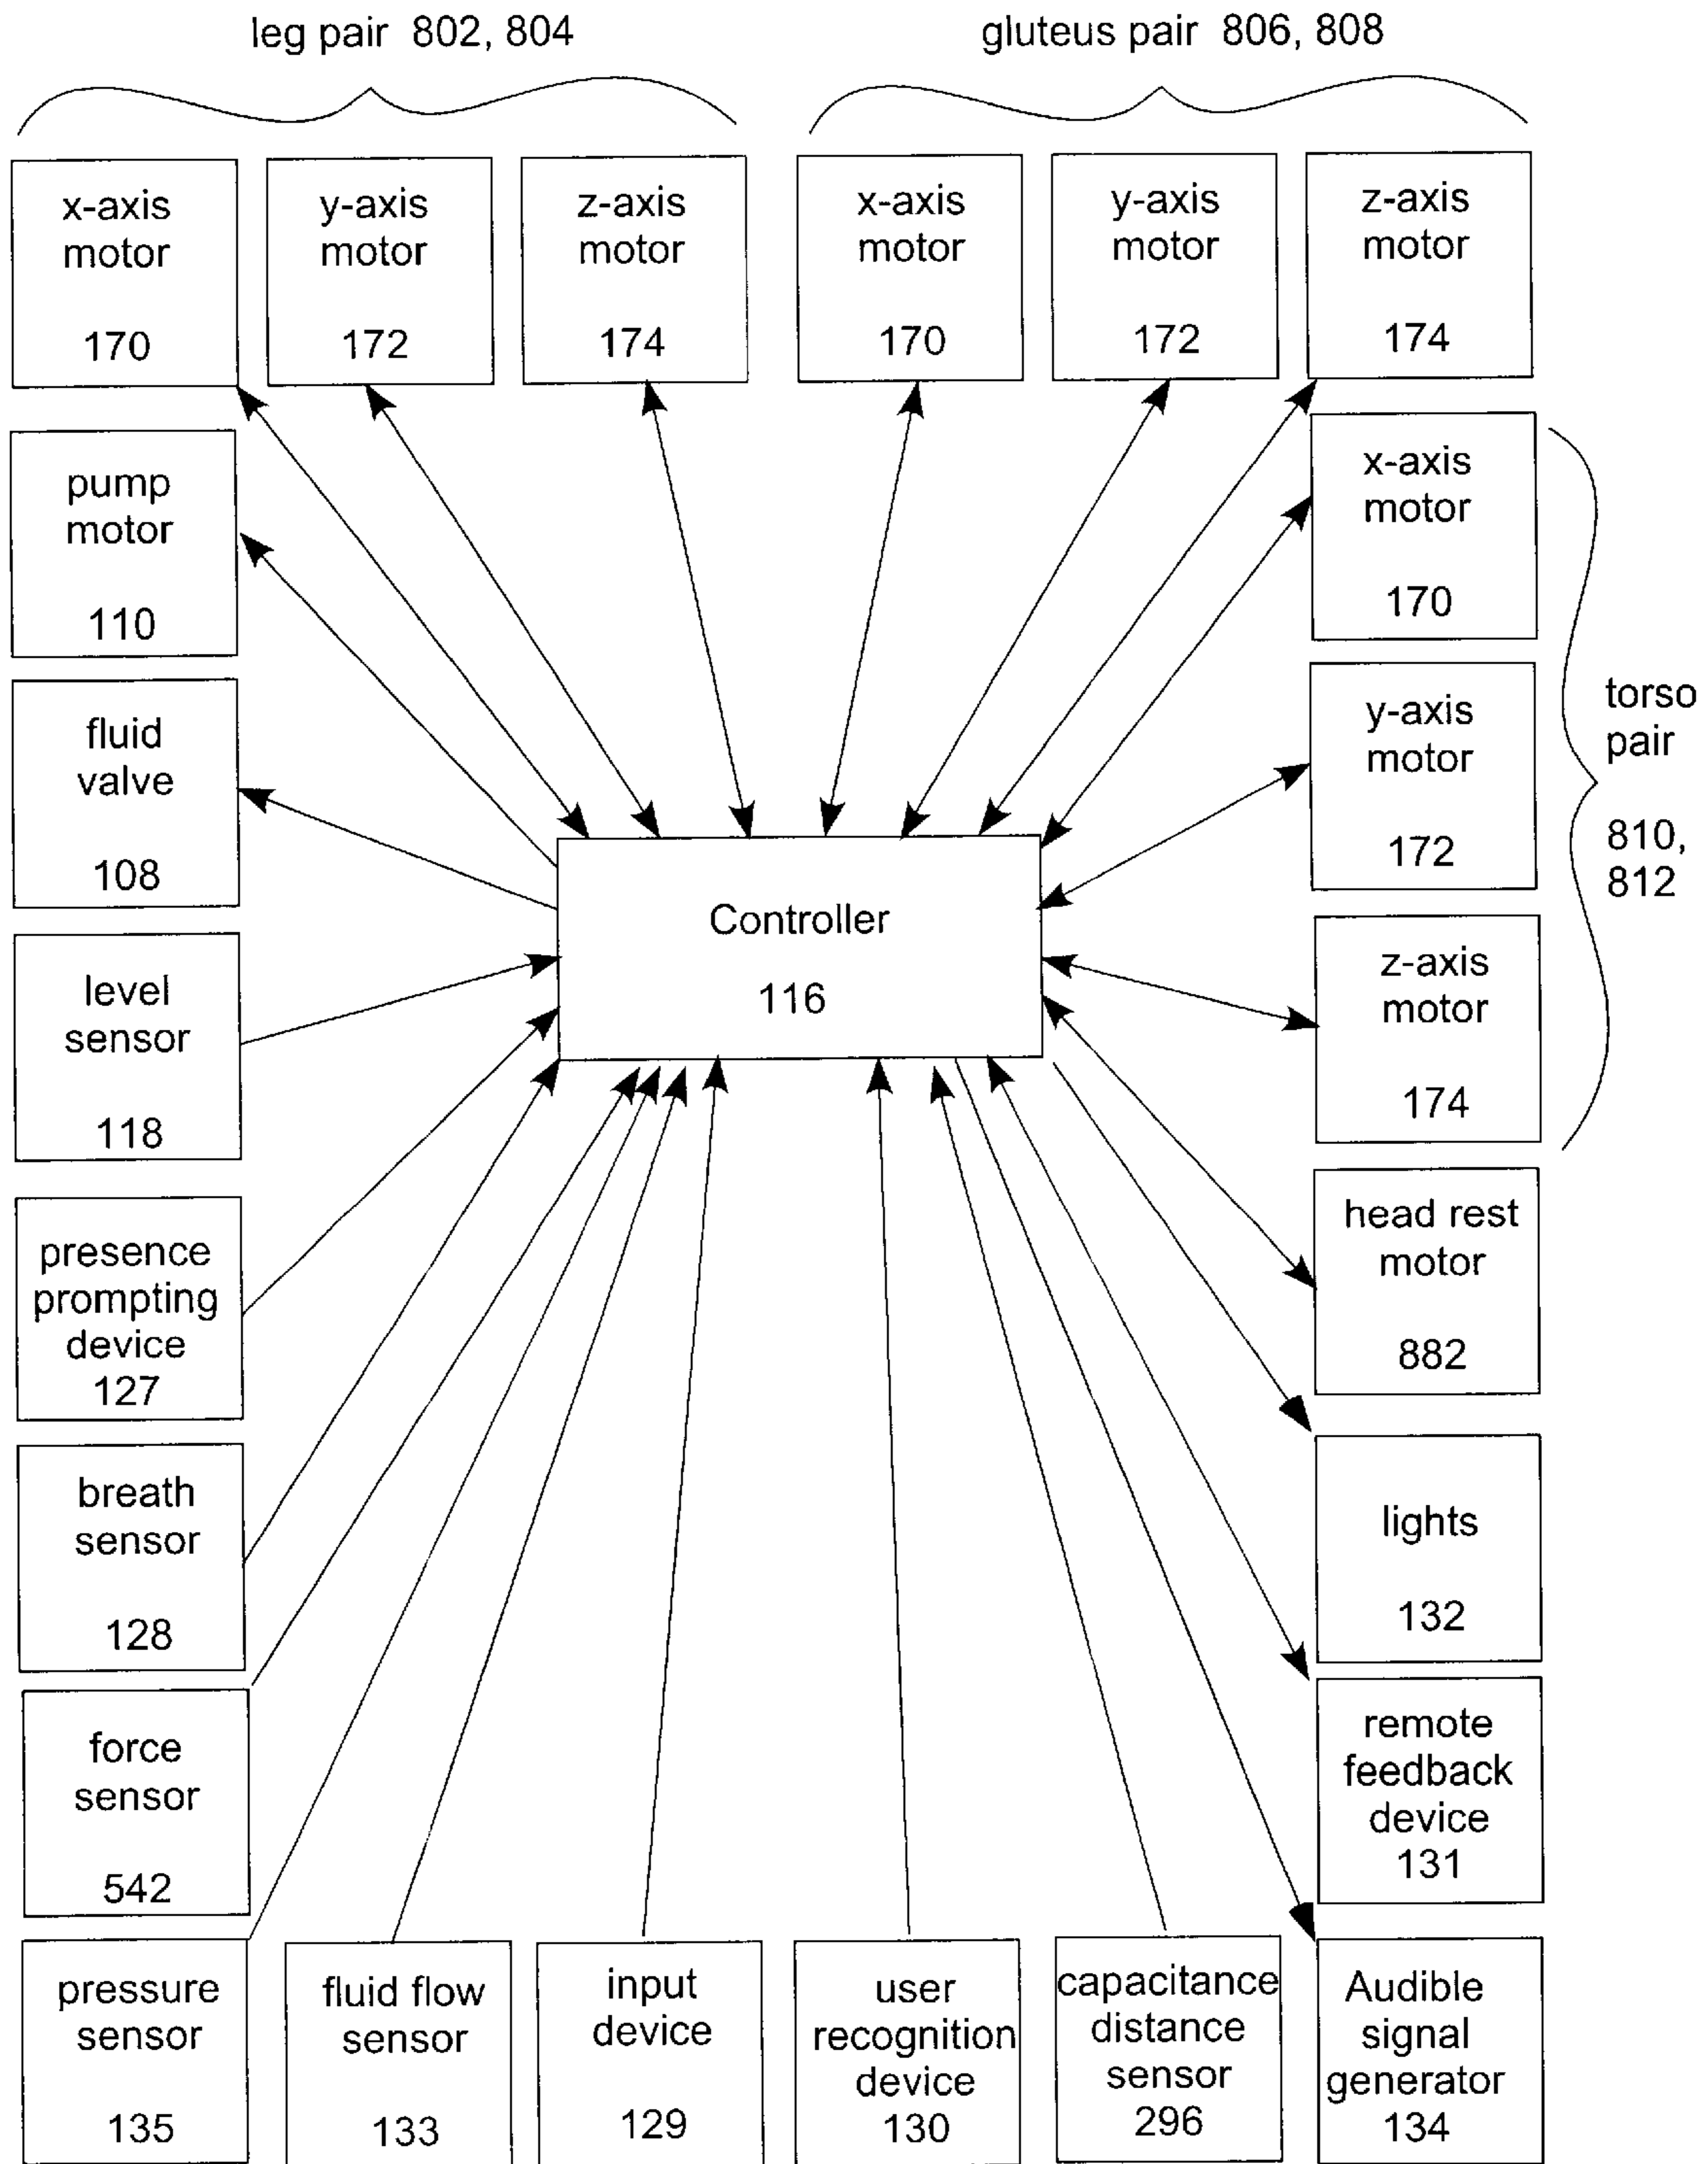 leg pair 802, 804
gluteus pair 806, 808
x-axis
motor
170
y-axis
motor
172
z-axis
motor
174
x-axis
motor
170
y-axis
motor
172
z-axis
motor
174
pump
motor
110
x-axis
motor
170
fluid
valve
108
y-axis
motor
172
torso
pair
810,
812
Controller
116
level
sensor
118
z-axis
motor
174
presence
prompting
device
127
head rest
motor
882
breath
sensor
128
lights
132
force
sensor
542
remote
feedback
device
131
pressure
sensor
135
fluid flow
sensor
133
input
device
129
user
recognition
device
130
capacitance
distance
sensor
296
Audible
signal
generator
134